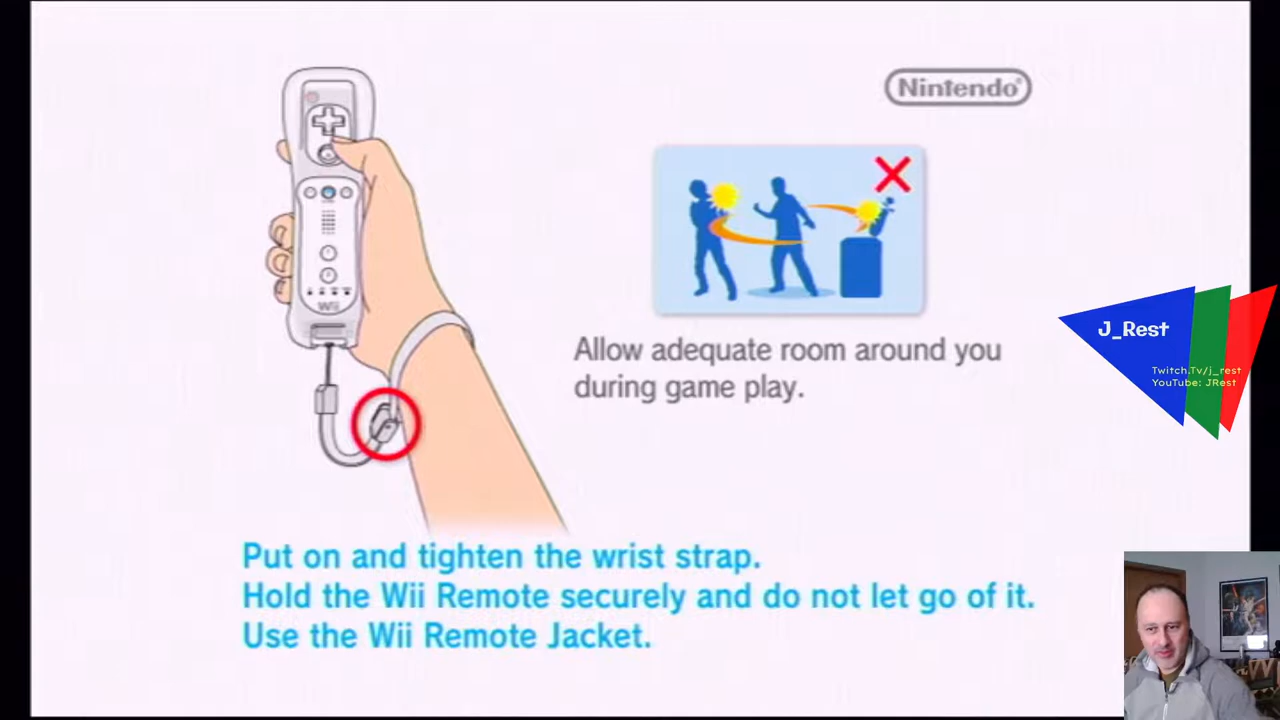 Nintendo®
Wii
Allow adequate room around you
during game play.
J_Rest
Twitch.Tv/j_rest
YouTube: JRest
Put on and tighten the wrist strap.
Hold the Wii Remote securely and do not let go of it.
Use the Wii Remote Jacket.